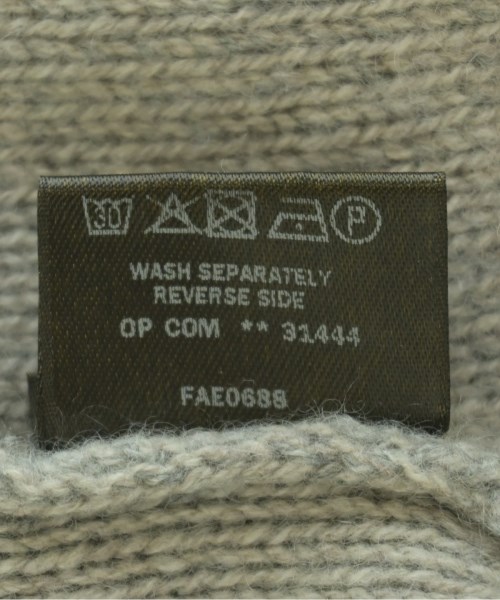 30 P
WASH SEPARATELY
REVERSE SIDE
OP COM ** 31444
FAE0688